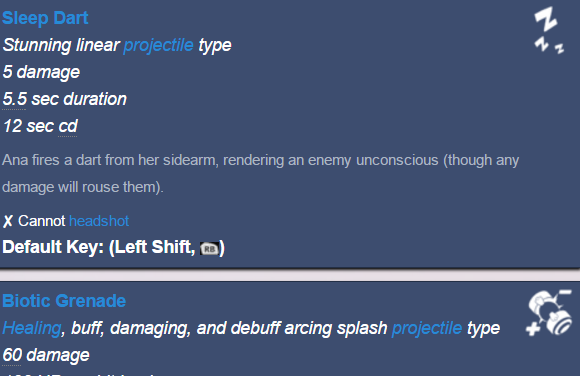 Sleep Dart
Stunning linear projectile type
5 damage
5.5 sec duration
12 sec cd
Ana fires a dart from her sidearm, rendering an enemy unconscious (though any
damage will rouse them).
✗ Cannot headshot
Default Key: (Left Shift, RB)
Biotic Grenade
Healing, buff, damaging, and debuff arcing splash projectile type
60 damage